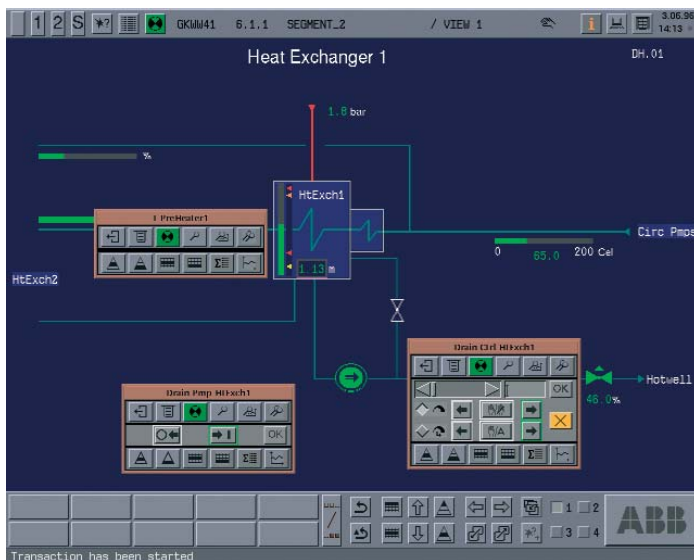 1 2 S *? GKWW41 6.1.1 SEGMENT_2 / VIEW 1 i 3.06.96
14:13
Heat Exchanger 1
DH.01
1.8 bar
%
HtExch1
T PreHeater1
Circ Pmps
0 65.0 200 Cel
HtExch2
1.13 m
Σ
Drain Ctrl HtExch1
OK
Hotwell
46.0%
Drain Pmp HtExch1
OK
Σ
Σ
1 2
3 4
ABB
Transaction has been started